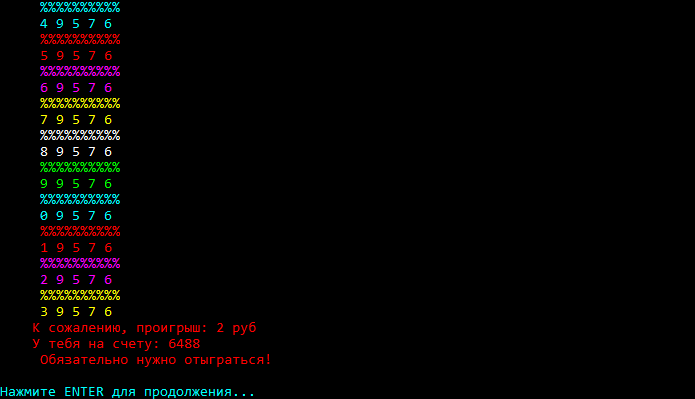 %%%%%%%%%%
4 9 5 7 6
%%%%%%%%%%
5 9 5 7 6
%%%%%%%%%%
6 9 5 7 6
%%%%%%%%%%
7 9 5 7 6
%%%%%%%%%%
8 9 5 7 6
%%%%%%%%%%
9 9 5 7 6
%%%%%%%%%%
0 9 5 7 6
%%%%%%%%%%
1 9 5 7 6
%%%%%%%%%%
2 9 5 7 6
%%%%%%%%%%
3 9 5 7 6
К сожалению, проигрыш: 2 руб
У тебя на счету: 6488
Обязательно нужно отыграться!
Нажмите ENTER для продолжения...